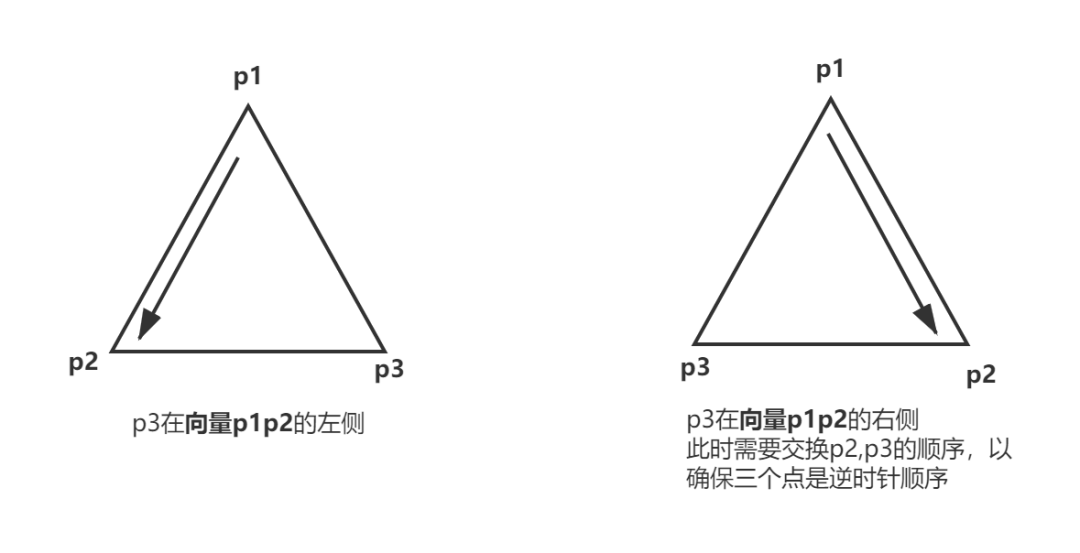 p1
p2
p3
p3在向量p1p2的左侧
p1
p3
p2
p3在向量p1p2的右侧
此时需要交换p2,p3的顺序，以
确保三个点是逆时针顺序